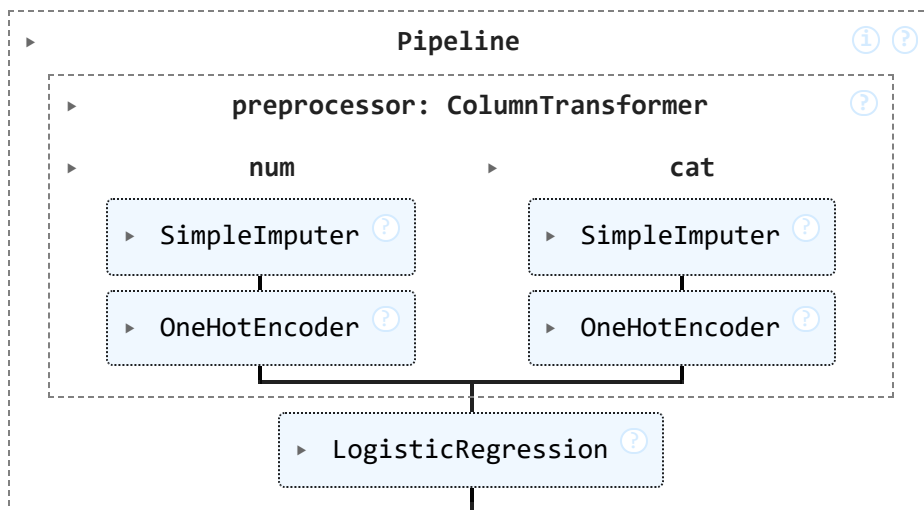 Pipeline i ?
preprocessor: ColumnTransformer ?
num cat
SimpleImputer ? SimpleImputer ?
OneHotEncoder ? OneHotEncoder ?
LogisticRegression ?